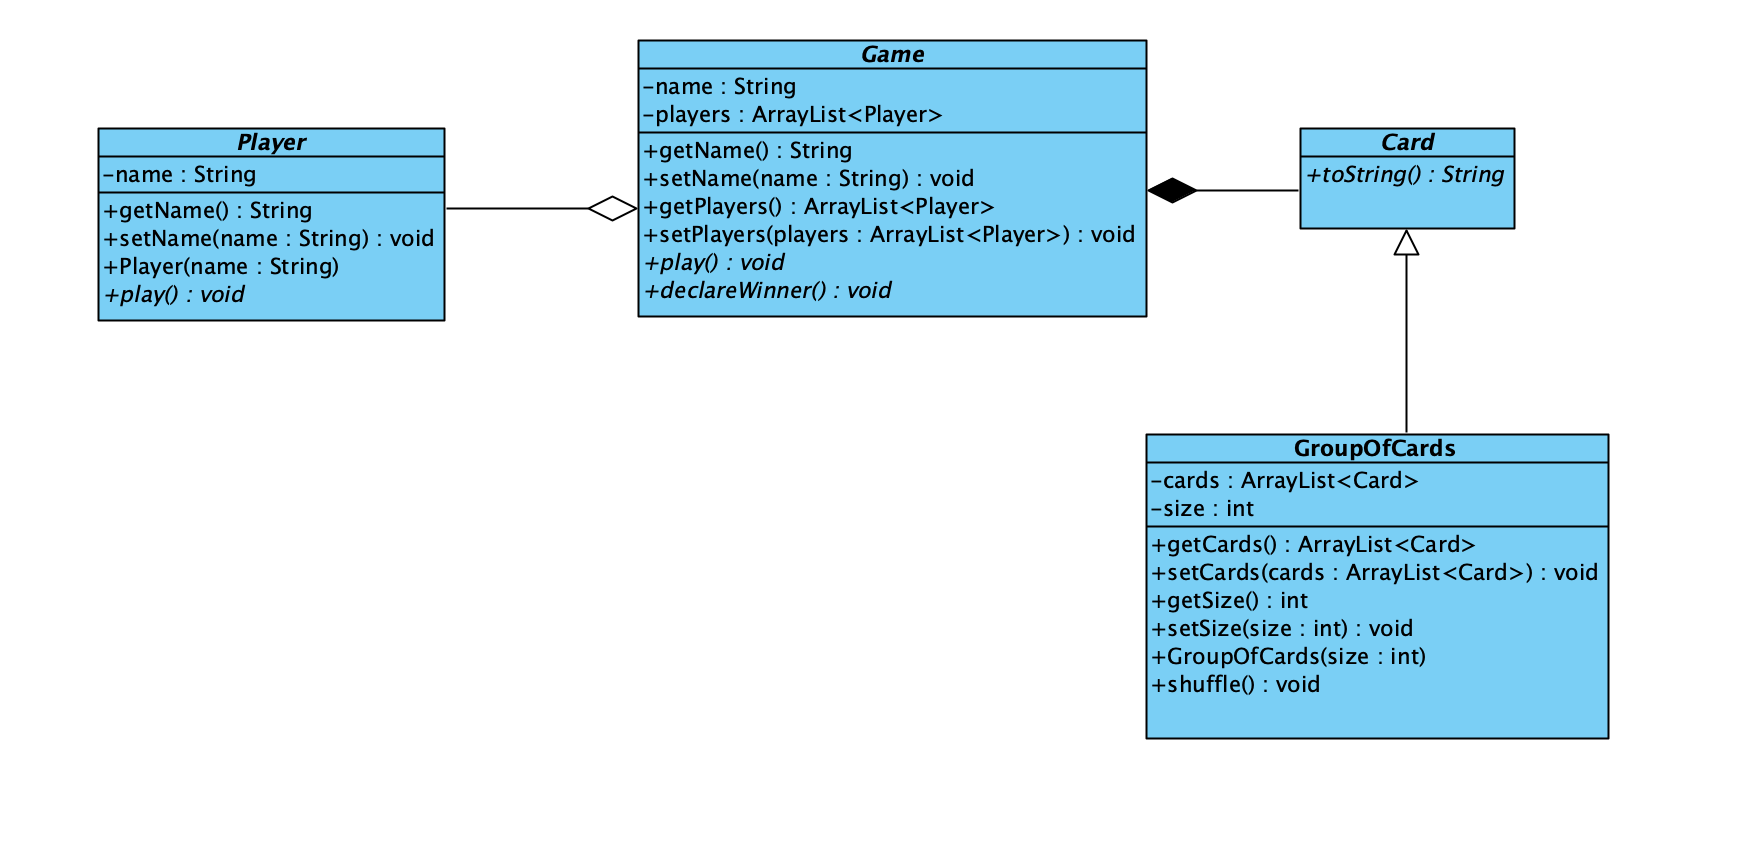 Player
-name : String
+getName() : String
+setName(name : String) : void
+Player(name : String)
+play() : void
Game
-name : String
-players : ArrayList<Player>
+getName() : String
+setName(name : String) : void
+getPlayers() : ArrayList<Player>
+setPlayers(players : ArrayList<Player>) : void
+play() : void
+declareWinner() : void
Card
+toString() : String
GroupOfCards
-cards : ArrayList<Card>
-size : int
+getCards() : ArrayList<Card>
+setCards(cards : ArrayList<Card>) : void
+getSize() : int
+setSize(size : int) : void
+GroupOfCards(size : int)
+shuffle() : void